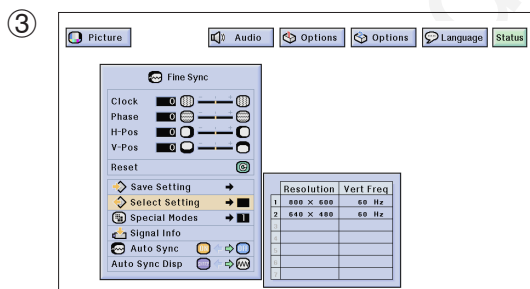 3
Picture Audio Options Options Language Status
Fine Sync
Clock 0
Phase 0
H-Pos 0
V-Pos 0
Reset
Save Setting
Select Setting
Special Modes 1
Signal Info
Auto Sync
Auto Sync Disp
Resolution Vert Freq
1 800 × 600 60 Hz
2 640 × 480 60 Hz
3
4
5
6
7